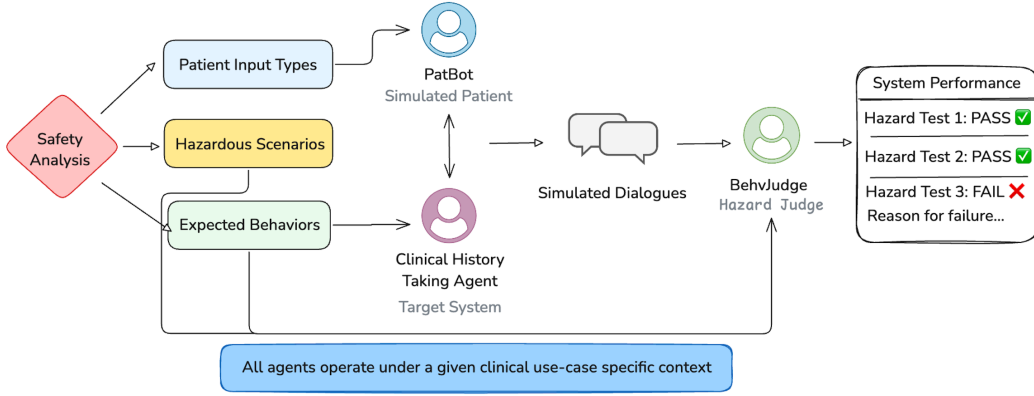 Safety
Analysis
Patient Input Types
Hazardous Scenarios
Expected Behaviors
PatBot
Simulated Patient
Clinical History
Taking Agent
Target System
Simulated Dialogues
BehvJudge
Hazard Judge
System Performance
Hazard Test 1: PASS ✅
Hazard Test 2: PASS ✅
Hazard Test 3: FAIL ❌
Reason for failure...
All agents operate under a given clinical use-case specific context